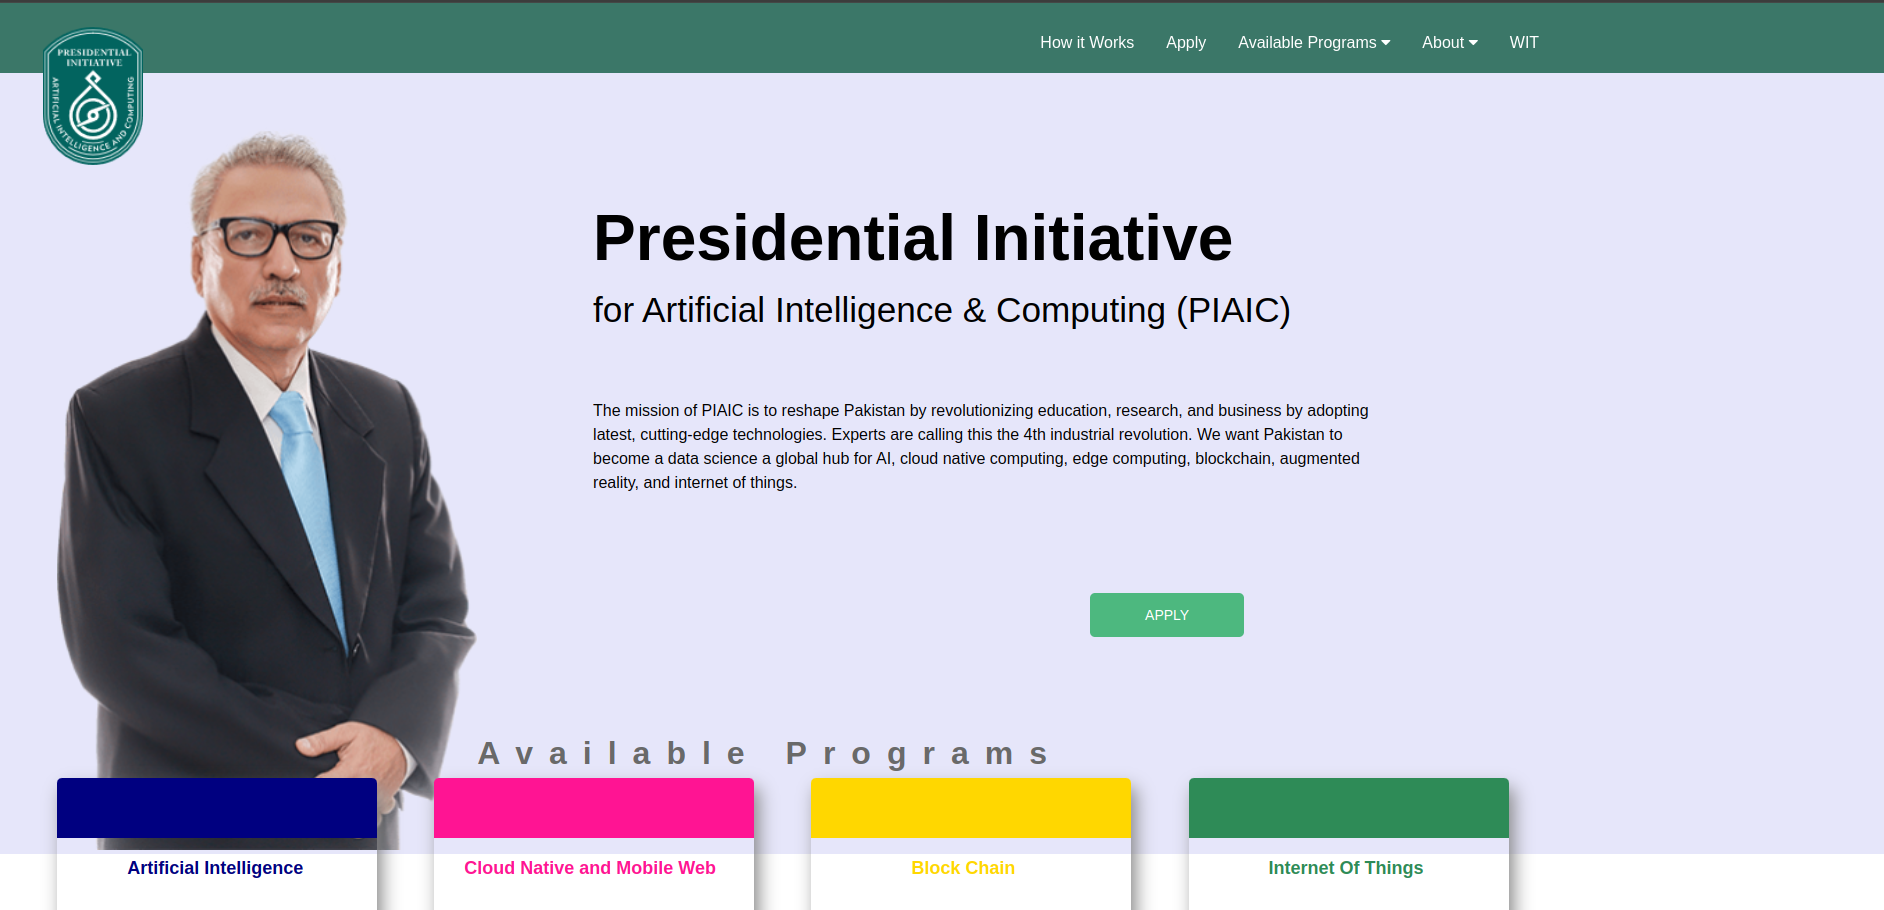 PRESIDENTIAL
INITIATIVE
ARTIFICIAL INTELLIGENCE AND COMPUTING
How it Works Apply Available Programs About WIT
Presidential Initiative
for Artificial Intelligence & Computing (PIAIC)
The mission of PIAIC is to reshape Pakistan by revolutionizing education, research, and business by adopting
latest, cutting-edge technologies. Experts are calling this the 4th industrial revolution. We want Pakistan to
become a data science a global hub for AI, cloud native computing, edge computing, blockchain, augmented
reality, and internet of things.
APPLY
Available Programs
Artificial Intelligence
Cloud Native and Mobile Web
Block Chain
Internet Of Things